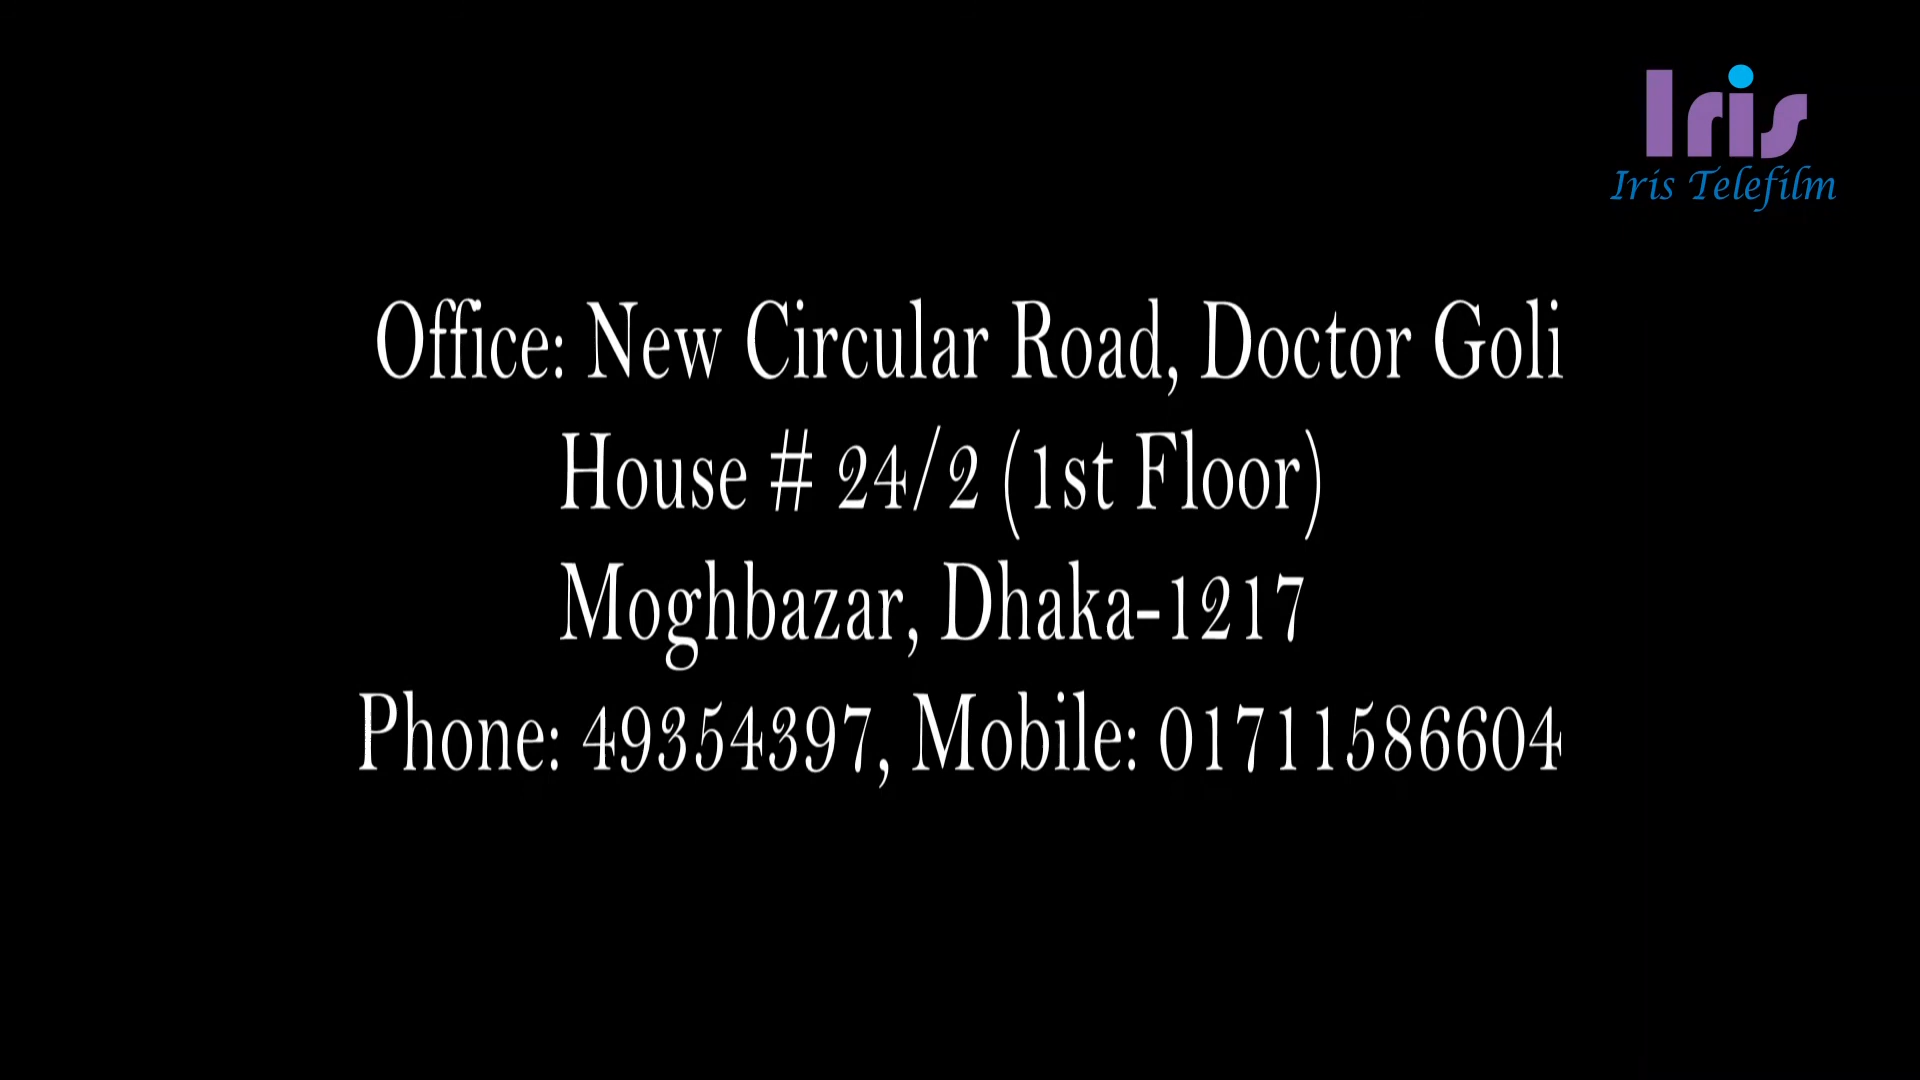 Iris
Iris Telefilm
Office: New Circular Road, Doctor Goli
House # 24/2 (1st Floor)
Moghbazar, Dhaka-1217
Phone: 49354397, Mobile: 01711586604